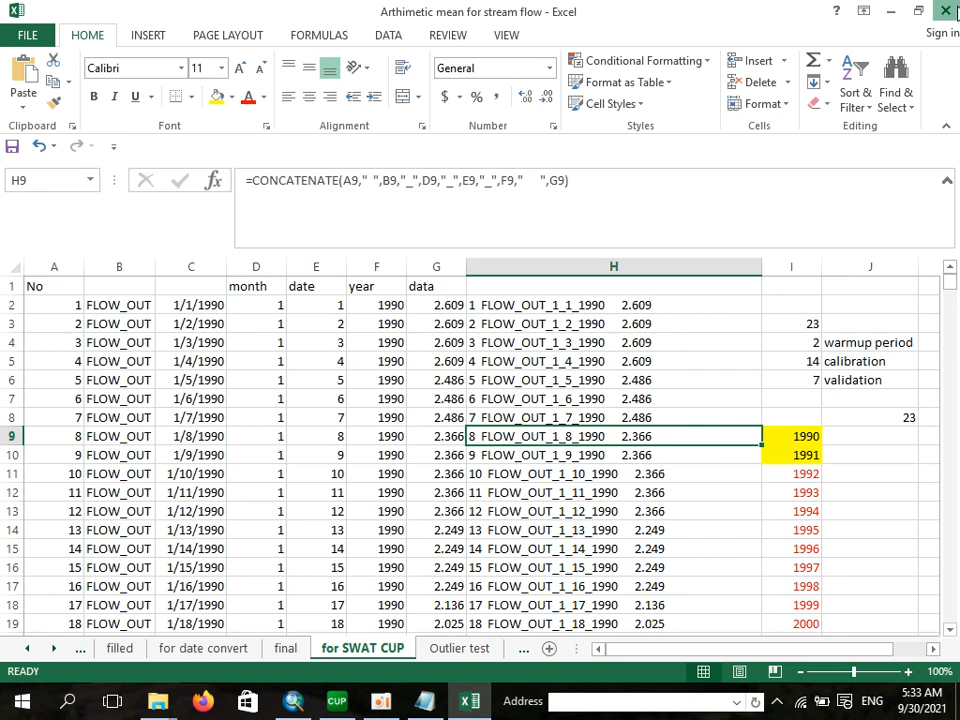 Arthimetic mean for stream flow - Excel
?
Sign in
FILE HOME INSERT PAGE LAYOUT FORMULAS DATA REVIEW VIEW
Paste
Calibri 11
B I U
General
$ % ,
Conditional Formatting
Format as Table
Cell Styles
Insert
Delete
Format
Sort & Filter
Find & Select
Clipboard Font Alignment Number Styles Cells Editing
H9 fx =CONCATENATE(A9,"  ",B9,"_",D9,"_",E9,"_",F9,"     ",G9)
A B C D E F G H I J
1 No month date year data
2 1 FLOW_OUT 1/1/1990 1 1 1990 2.609 1 FLOW_OUT_1_1_1990 2.609
3 2 FLOW_OUT 1/2/1990 1 2 1990 2.609 2 FLOW_OUT_1_2_1990 2.609 23
4 3 FLOW_OUT 1/3/1990 1 3 1990 2.609 3 FLOW_OUT_1_3_1990 2.609 2 warmup period
5 4 FLOW_OUT 1/4/1990 1 4 1990 2.609 4 FLOW_OUT_1_4_1990 2.609 14 calibration
6 5 FLOW_OUT 1/5/1990 1 5 1990 2.486 5 FLOW_OUT_1_5_1990 2.486 7 validation
7 6 FLOW_OUT 1/6/1990 1 6 1990 2.486 6 FLOW_OUT_1_6_1990 2.486
8 7 FLOW_OUT 1/7/1990 1 7 1990 2.486 7 FLOW_OUT_1_7_1990 2.486 23
9 8 FLOW_OUT 1/8/1990 1 8 1990 2.366 8 FLOW_OUT_1_8_1990 2.366 1990
10 9 FLOW_OUT 1/9/1990 1 9 1990 2.366 9 FLOW_OUT_1_9_1990 2.366 1991
11 10 FLOW_OUT 1/10/1990 1 10 1990 2.366 10 FLOW_OUT_1_10_1990 2.366 1992
12 11 FLOW_OUT 1/11/1990 1 11 1990 2.366 11 FLOW_OUT_1_11_1990 2.366 1993
13 12 FLOW_OUT 1/12/1990 1 12 1990 2.366 12 FLOW_OUT_1_12_1990 2.366 1994
14 13 FLOW_OUT 1/13/1990 1 13 1990 2.249 13 FLOW_OUT_1_13_1990 2.249 1995
15 14 FLOW_OUT 1/14/1990 1 14 1990 2.249 14 FLOW_OUT_1_14_1990 2.249 1996
16 15 FLOW_OUT 1/15/1990 1 15 1990 2.249 15 FLOW_OUT_1_15_1990 2.249 1997
17 16 FLOW_OUT 1/16/1990 1 16 1990 2.249 16 FLOW_OUT_1_16_1990 2.249 1998
18 17 FLOW_OUT 1/17/1990 1 17 1990 2.136 17 FLOW_OUT_1_17_1990 2.136 1999
19 18 FLOW_OUT 1/18/1990 1 18 1990 2.025 18 FLOW_OUT_1_18_1990 2.025 2000
... filled for date convert final for SWAT CUP Outlier test ...
READY 100%
CUP Address ENG 5:33 AM
9/30/2021